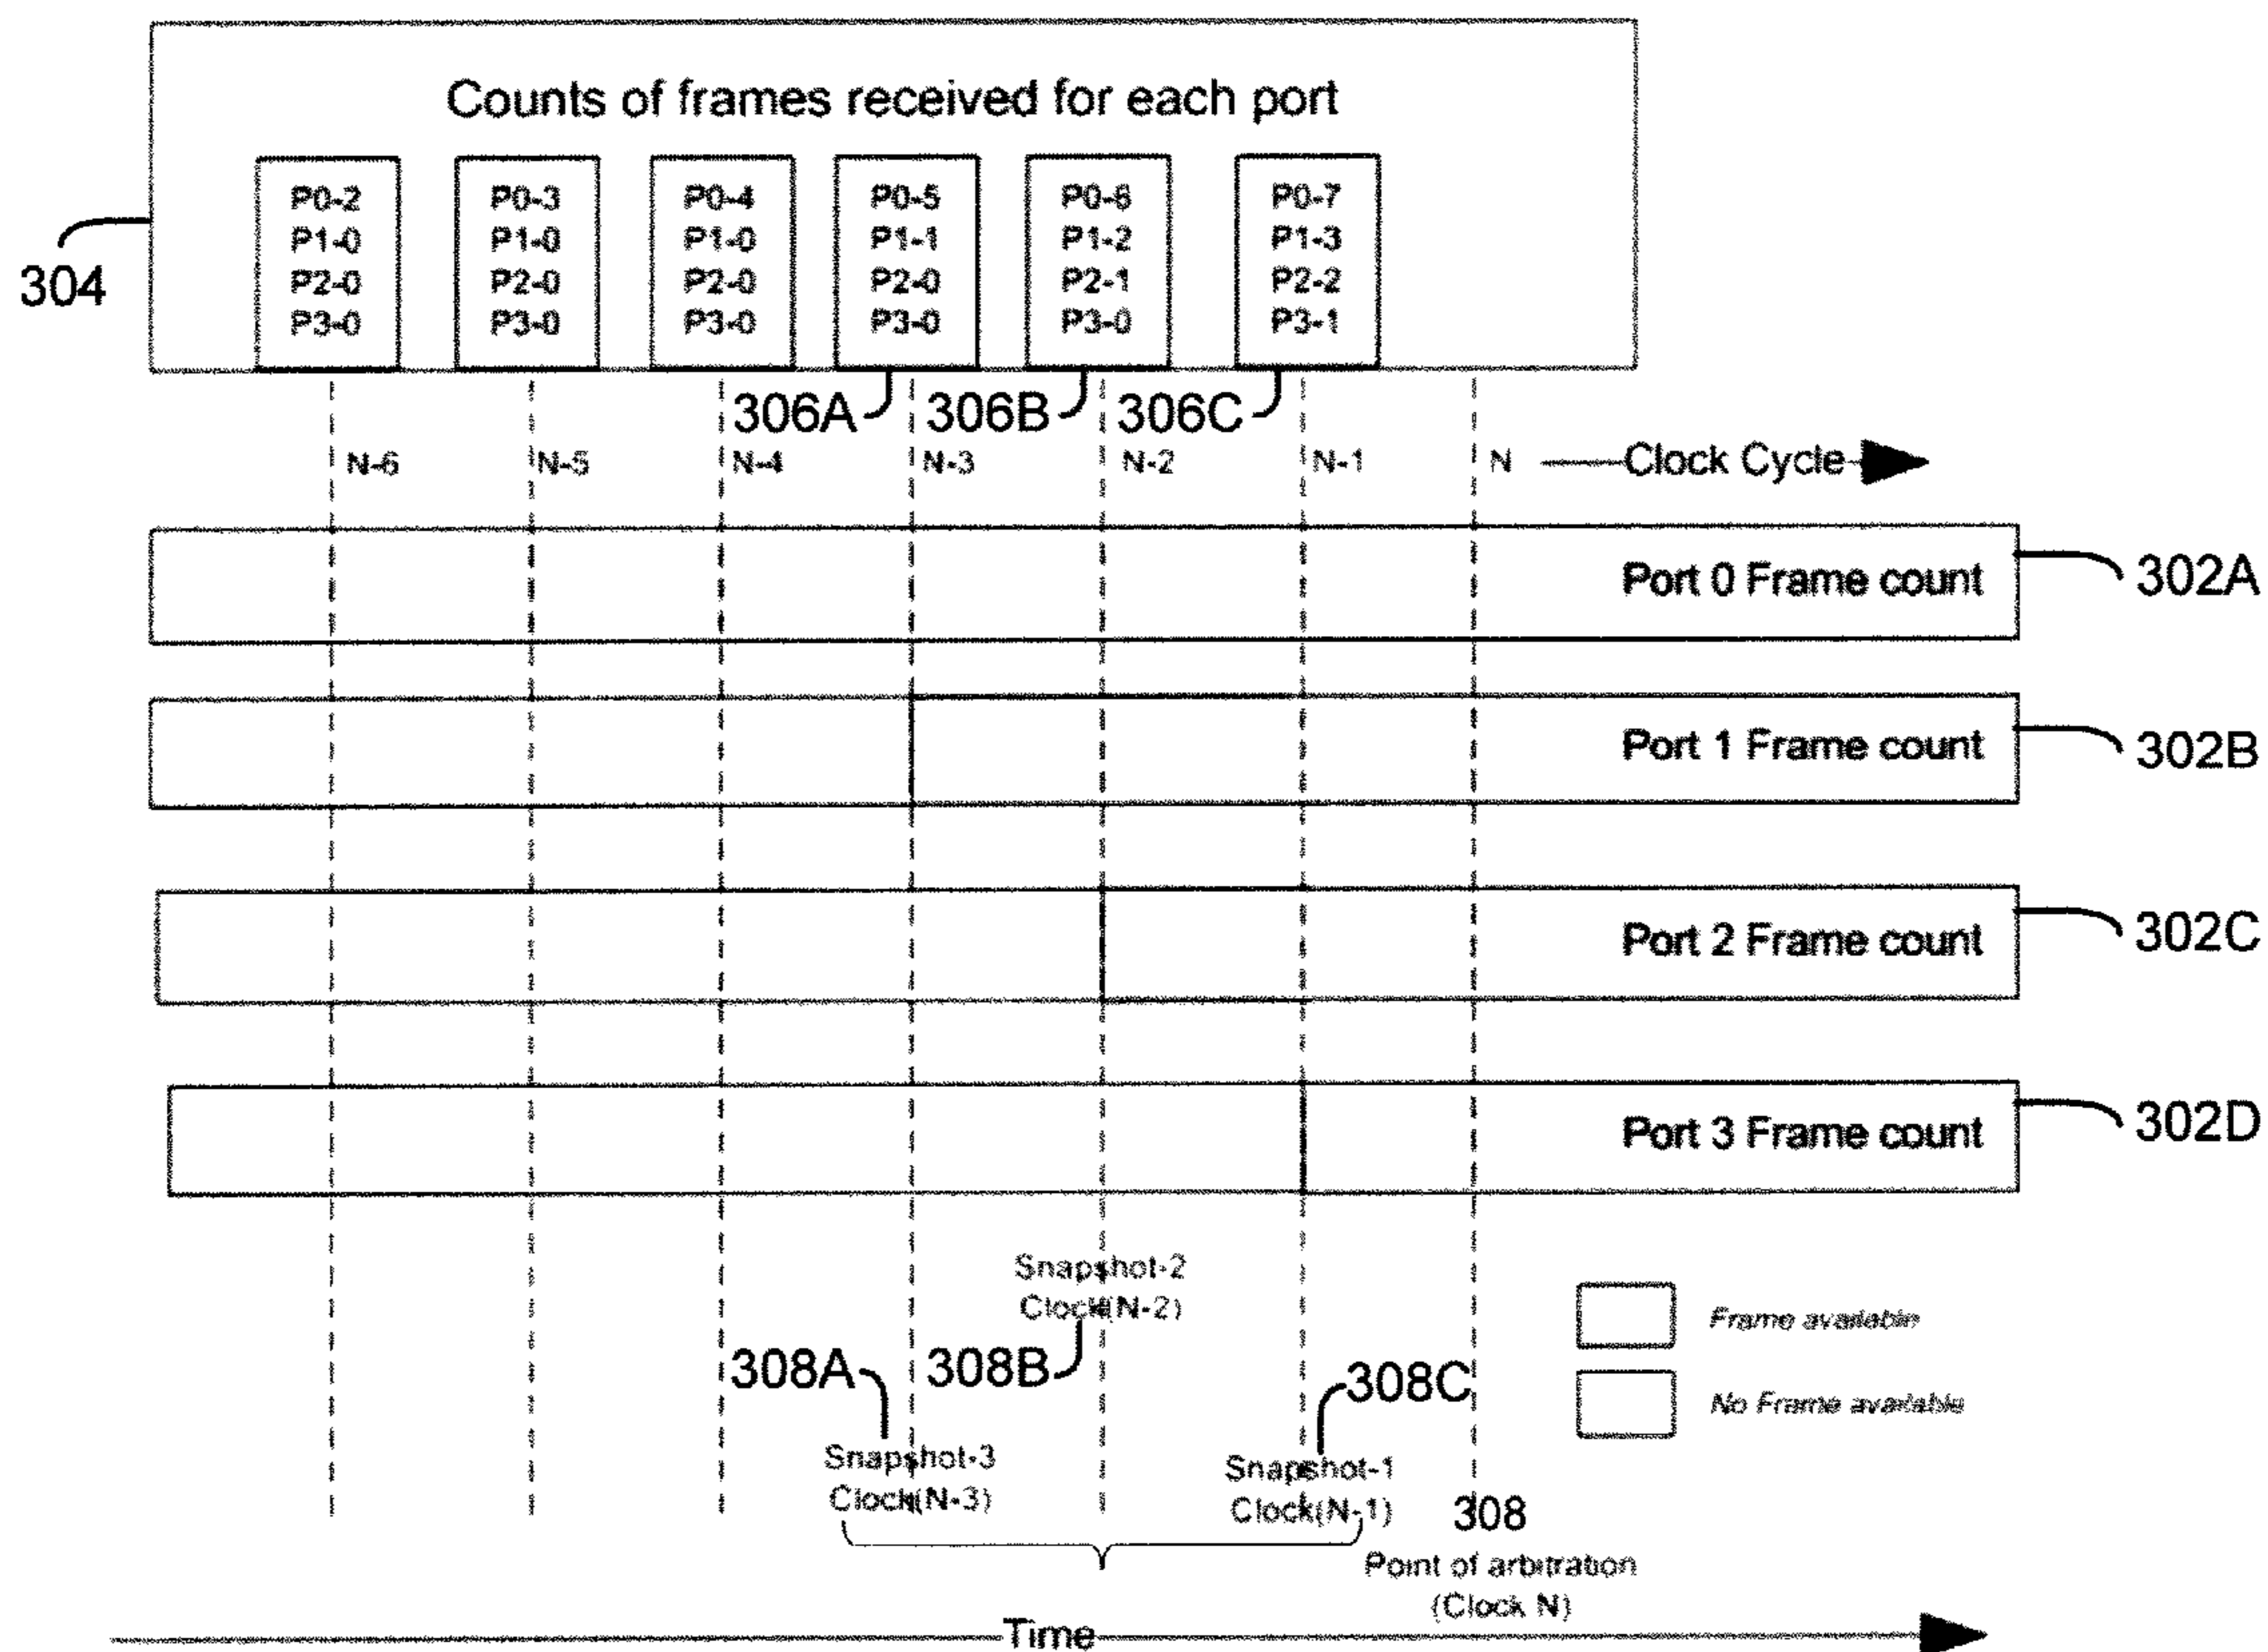 Counts of frames received for each port
P0-2
P1-0
P2-0
P3-0
P0-3
P1-0
P2-0
P3-0
P0-4
P1-0
P2-0
P3-0
P0-5
P1-1
P2-0
P3-0
P0-6
P1-2
P2-1
P3-0
P0-7
P1-3
P2-2
P3-1
304
306A 306B 306C
N-6 N-5 N-4 N-3 N-2 N-1 N Clock Cycle
Port 0 Frame count 302A
Port 1 Frame count 302B
Port 2 Frame count 302C
Port 3 Frame count 302D
Snapshot-2
Clock(N-2)
Frame available
308A 308B 308C
No Frame available
Snapshot-3
Clock(N-3)
Snapshot-1
Clock(N-1)
308
Point of arbitration
(Clock N)
Time